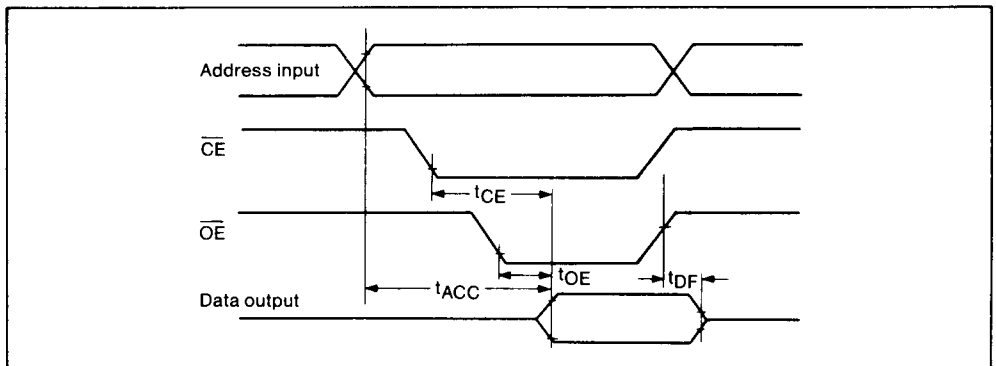 Address input
CE
tCE
OE
tOE
tDF
tACC
Data output